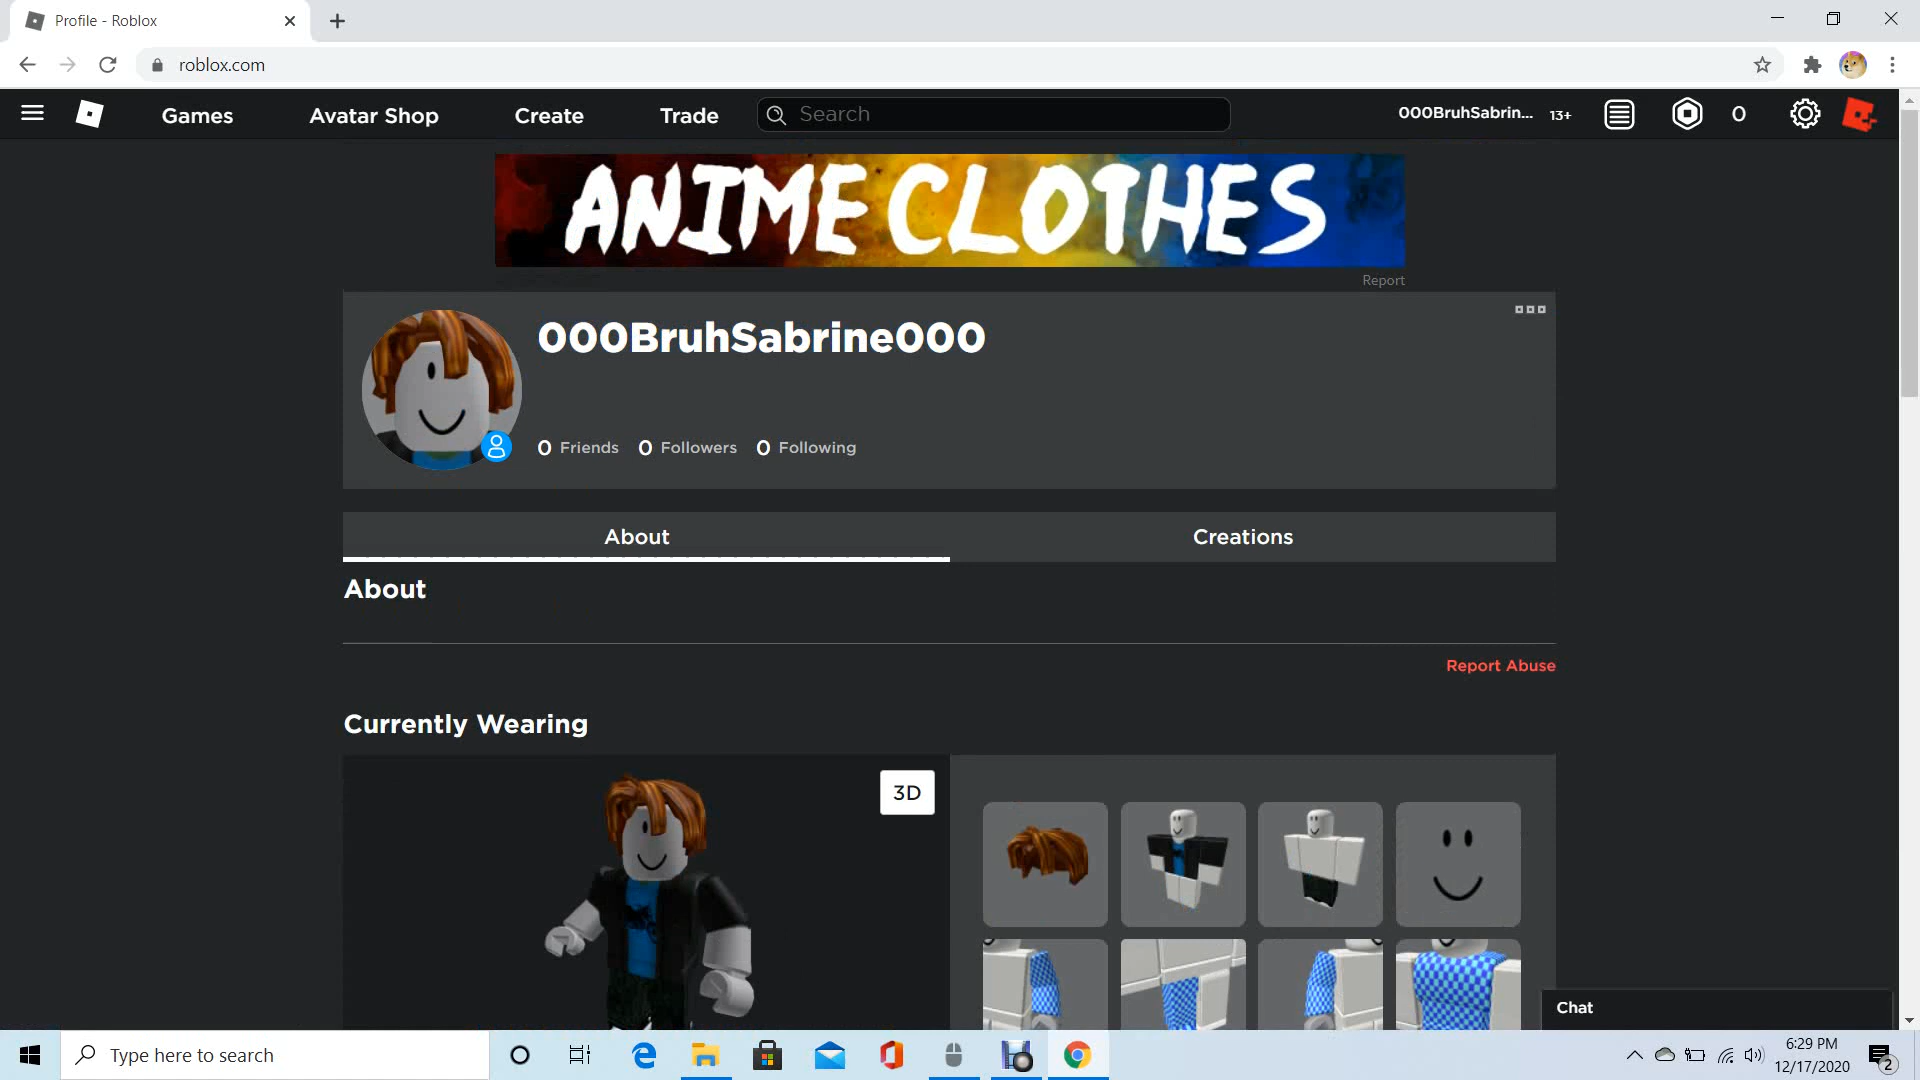 Profile - Roblox
roblox.com
Games Avatar Shop Create Trade Search 000BruhSabrin... 13+ 0
ANIME CLOTHES
Report
000BruhSabrine000
0 Friends 0 Followers 0 Following
About Creations
About
Report Abuse
Currently Wearing
3D
Chat
Type here to search
6:29 PM
12/17/2020
2